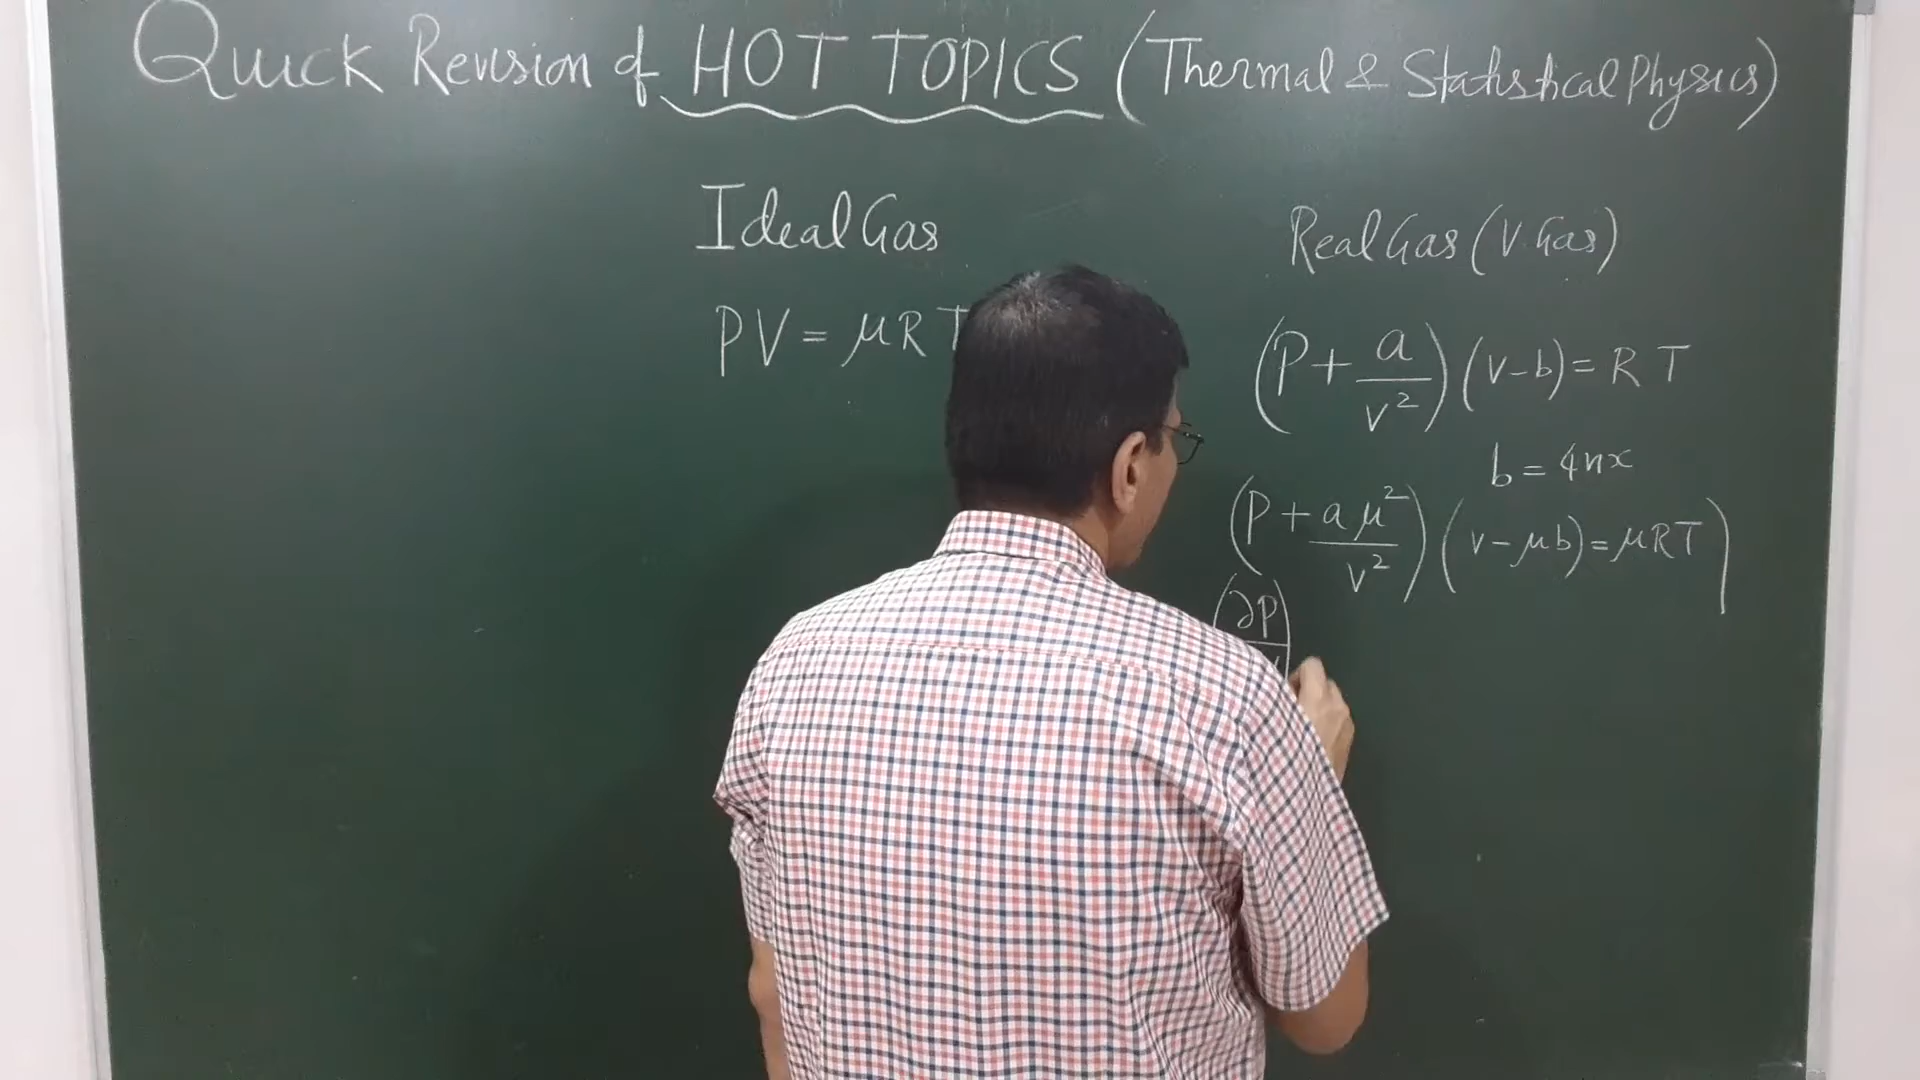 Quick Revision of HOT TOPICS (Thermal & Statistical Physics)
Ideal Gas
PV = μRT
Real Gas (V. Gas)
(P + a/v²)(v-b) = RT
b = 4nx
(P + aμ²/v²)(v-μb) = μRT)
(∂P